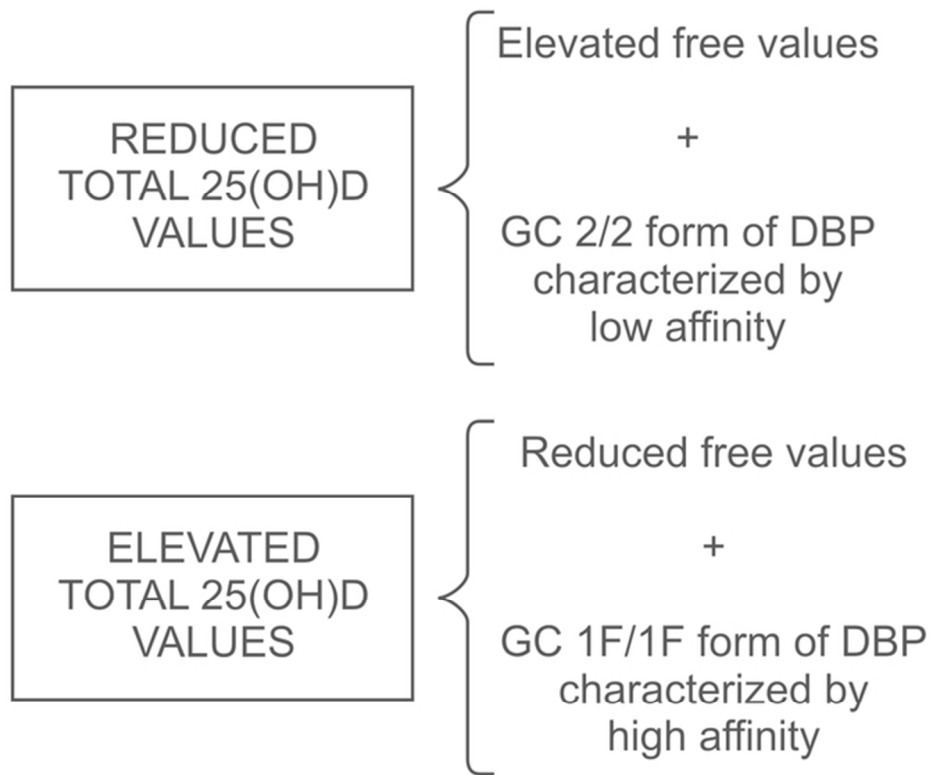 REDUCED
TOTAL 25(OH)D
VALUES
Elevated free values
+
GC 2/2 form of DBP
characterized by
low affinity
ELEVATED
TOTAL 25(OH)D
VALUES
Reduced free values
+
GC 1F/1F form of DBP
characterized by
high affinity